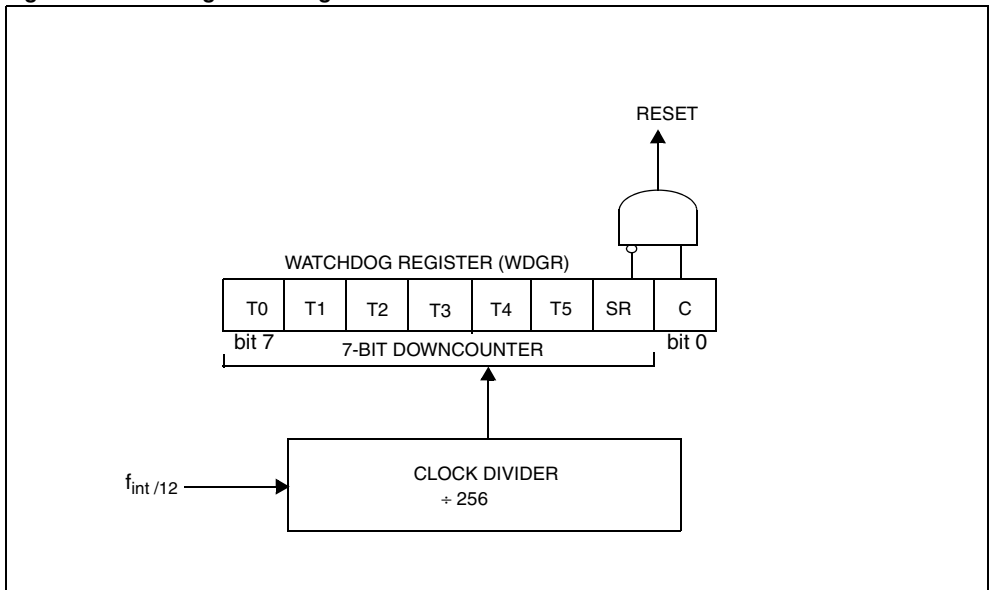 RESET
WATCHDOG REGISTER (WDGR)
T0 T1 T2 T3 T4 T5 SR C
bit 7 7-BIT DOWNCOUNTER bit 0
CLOCK DIVIDER
fint /12
÷ 256